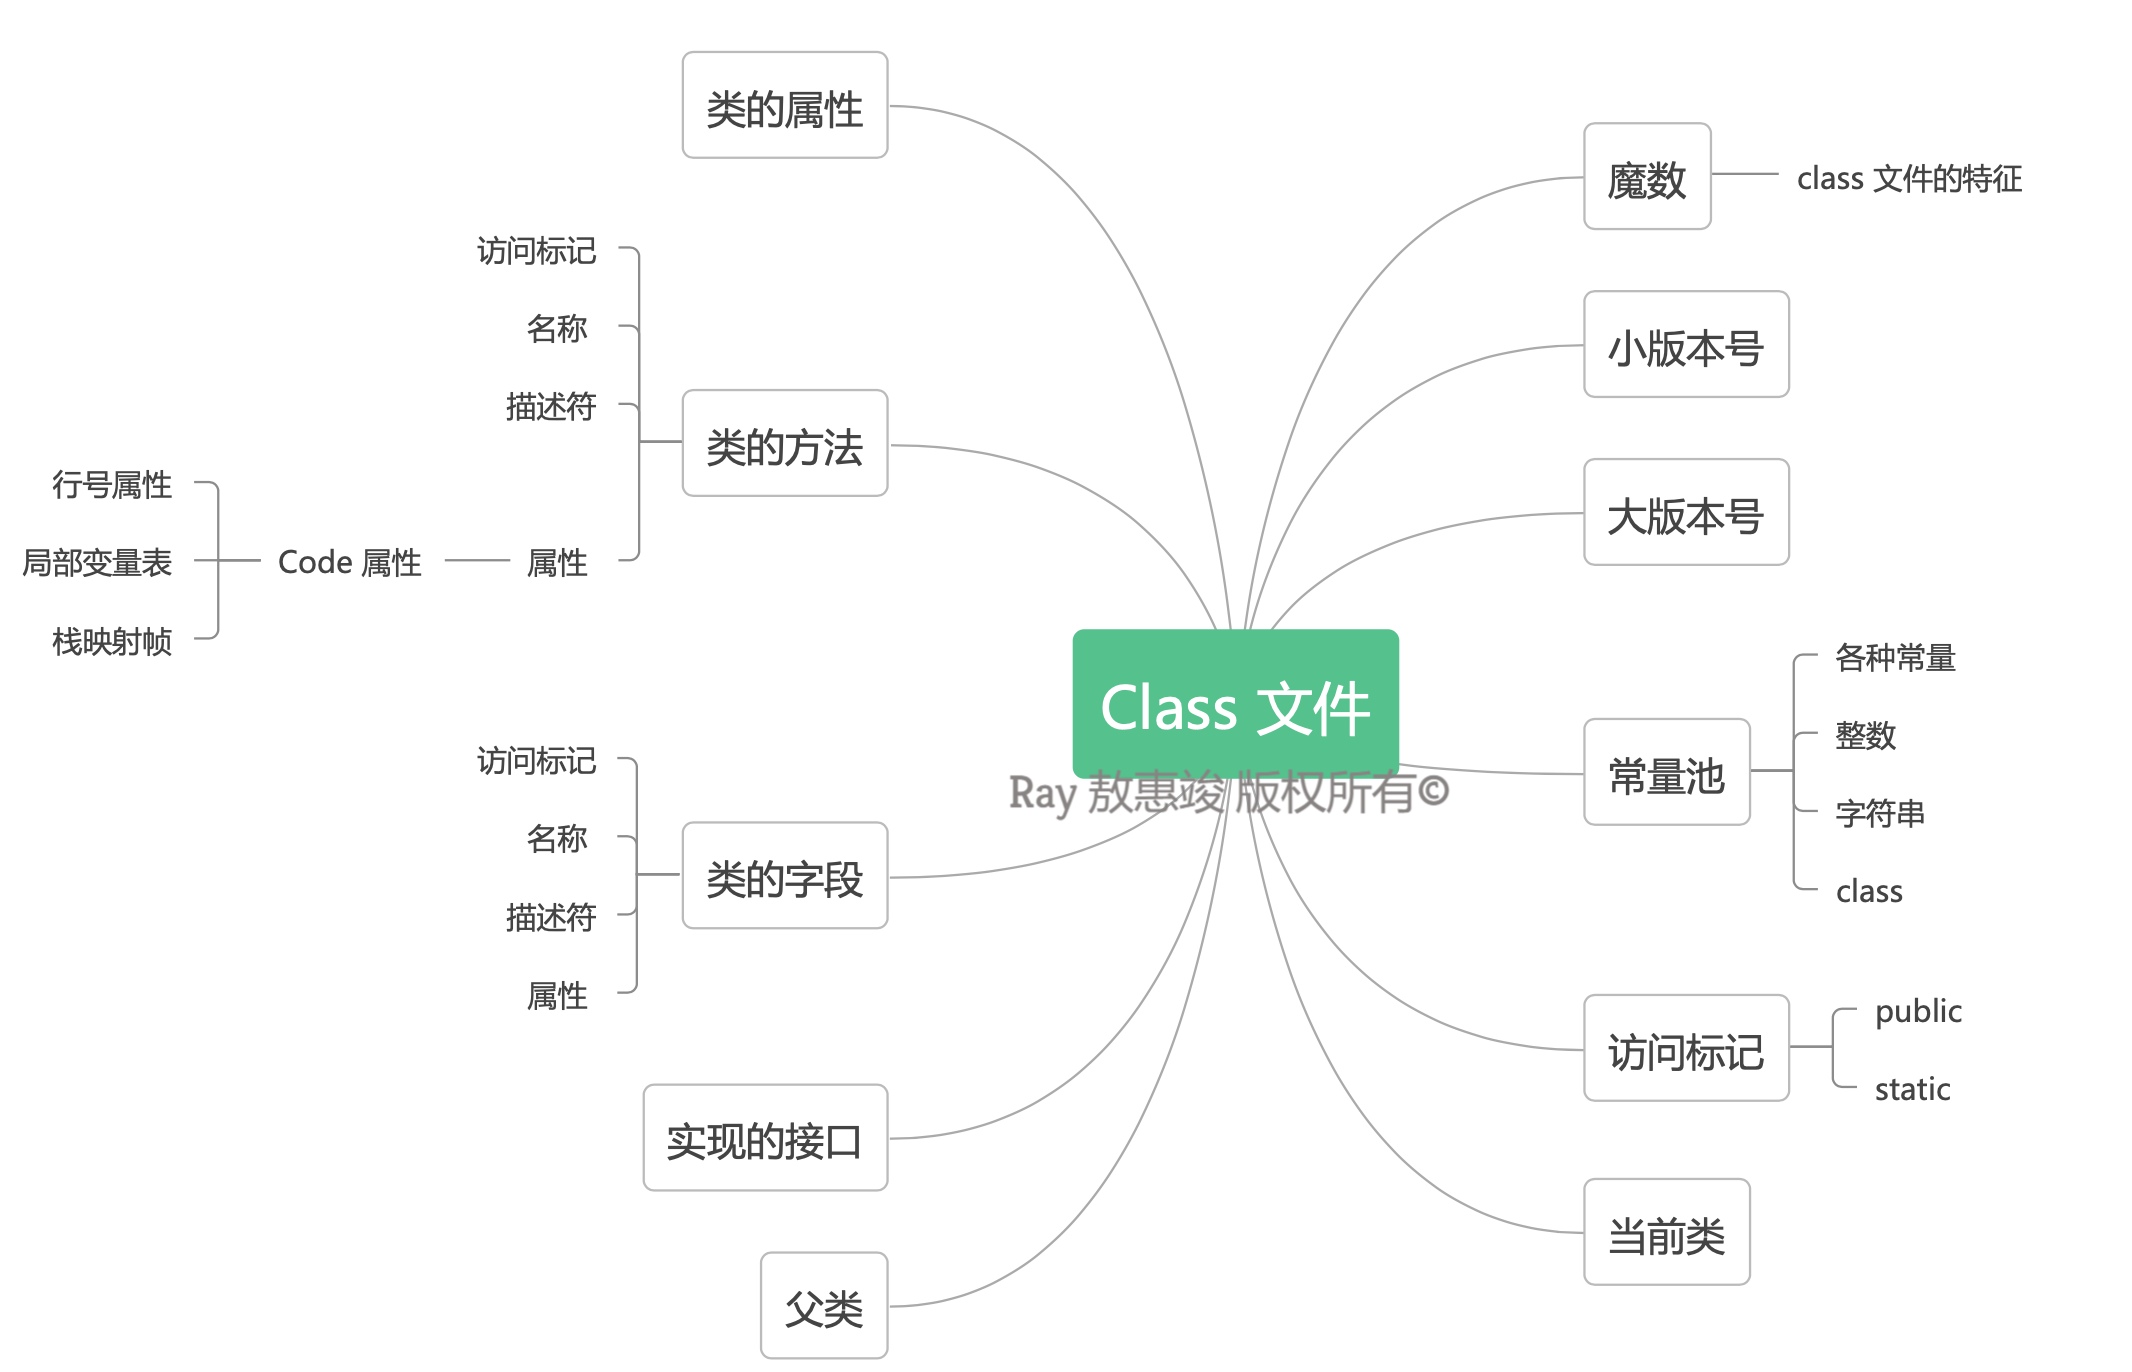 Class 文件
Ray 敖惠竣 版权所有©
魔数
class 文件的特征
小版本号
大版本号
常量池
各种常量
整数
字符串
class
访问标记
public
static
当前类
父类
实现的接口
类的字段
访问标记
名称
描述符
属性
类的方法
访问标记
名称
描述符
属性
Code 属性
行号属性
局部变量表
栈映射帧
类的属性